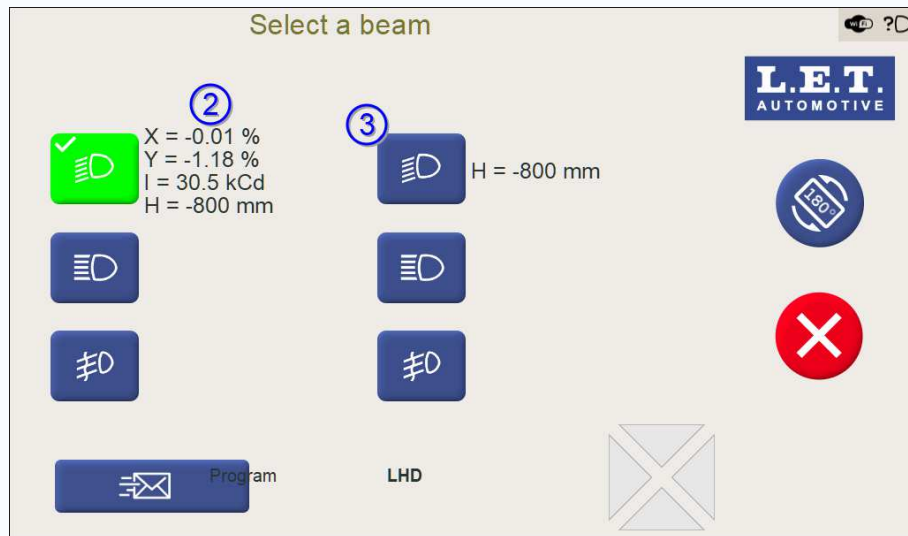 Select a beam
WiFi ?
L.E.T.
AUTOMOTIVE
2
X = -0.01 %
Y = -1.18 %
I = 30.5 kCd
H = -800 mm
3
H = -800 mm
180°
Program
LHD